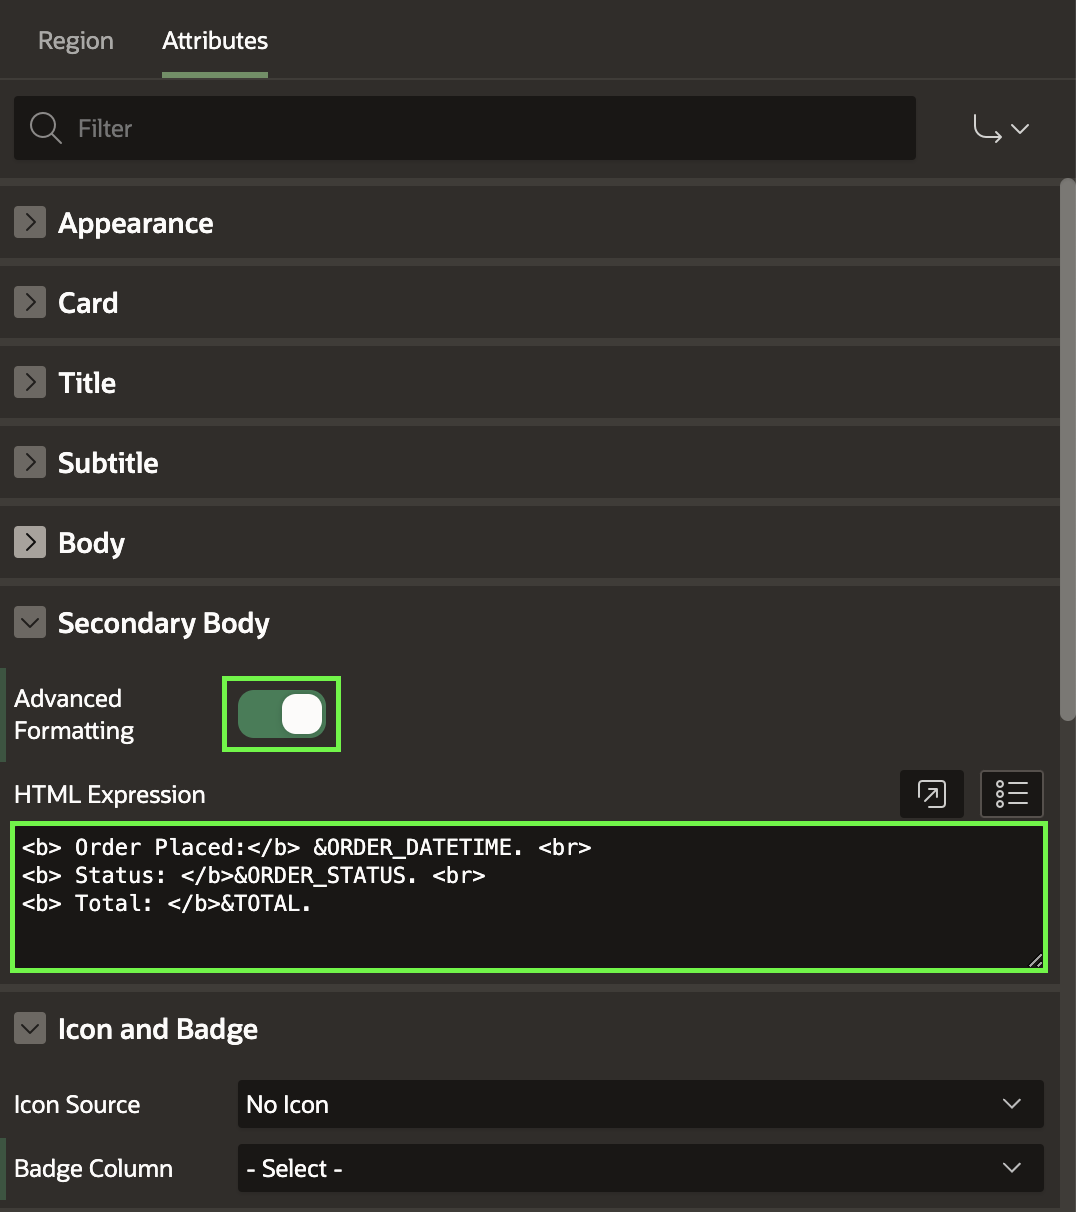 Region Attributes
Filter
Appearance
Card
Title
Subtitle
Body
Secondary Body
Advanced
Formatting
HTML Expression
<b> Order Placed:</b> &ORDER_DATETIME. <br>
<b> Status: </b>&ORDER_STATUS. <br>
<b> Total: </b>&TOTAL.
Icon and Badge
Icon Source No Icon
Badge Column - Select -